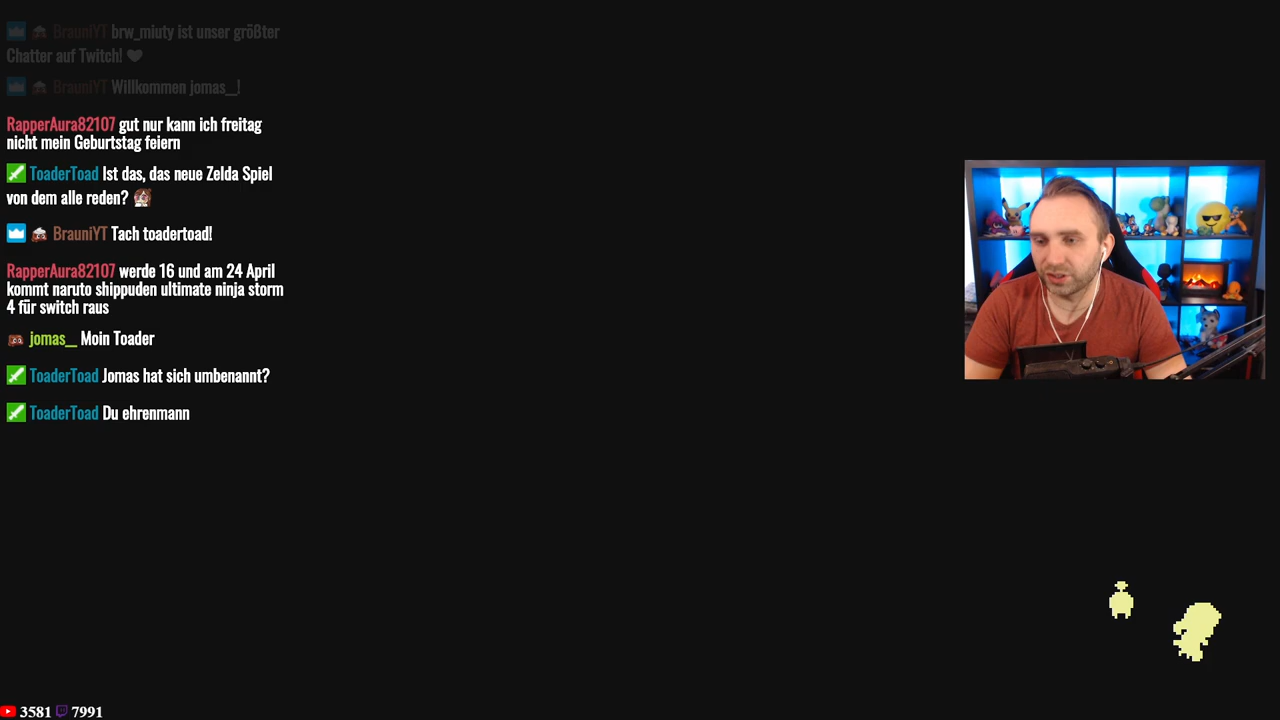 BrauniYT brw_miuty ist unser größter
Chatter auf Twitch!
BrauniYT Willkommen jomas__!
RapperAura82107 gut nur kann ich freitag
nicht mein Geburtstag feiern
ToaderToad Ist das, das neue Zelda Spiel
von dem alle reden?
BrauniYT Tach toadertoad!
RapperAura82107 werde 16 und am 24 April
kommt naruto shippuden ultimate ninja storm
4 für switch raus
jomas__ Moin Toader
ToaderToad Jomas hat sich umbenannt?
ToaderToad Du ehrenmann
3581 7991